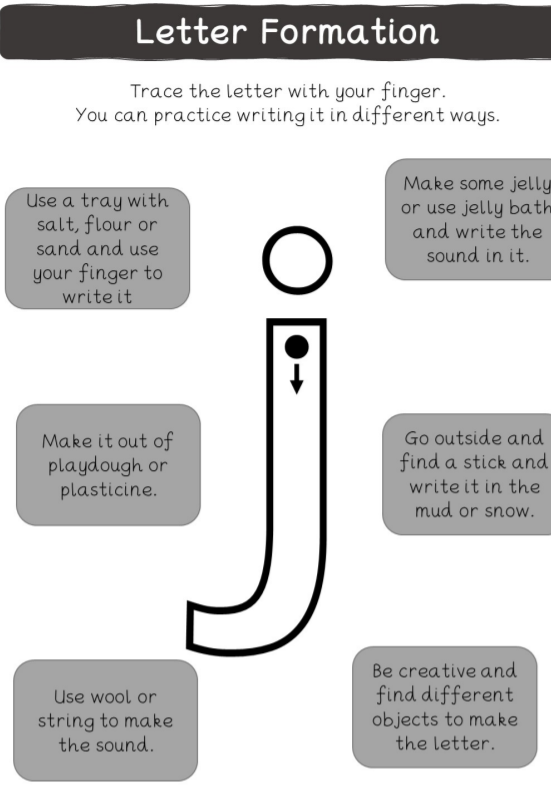 Letter Formation
Trace the letter with your finger.
You can practice writing it in different ways.
Use a tray with
salt, flour or
sand and use
your finger to
write it
Make some jelly
or use jelly bath
and write the
sound in it.
j
Make it out of
playdough or
plasticine.
Go outside and
find a stick and
write it in the
mud or snow.
Use wool or
string to make
the sound.
Be creative and
find different
objects to make
the letter.